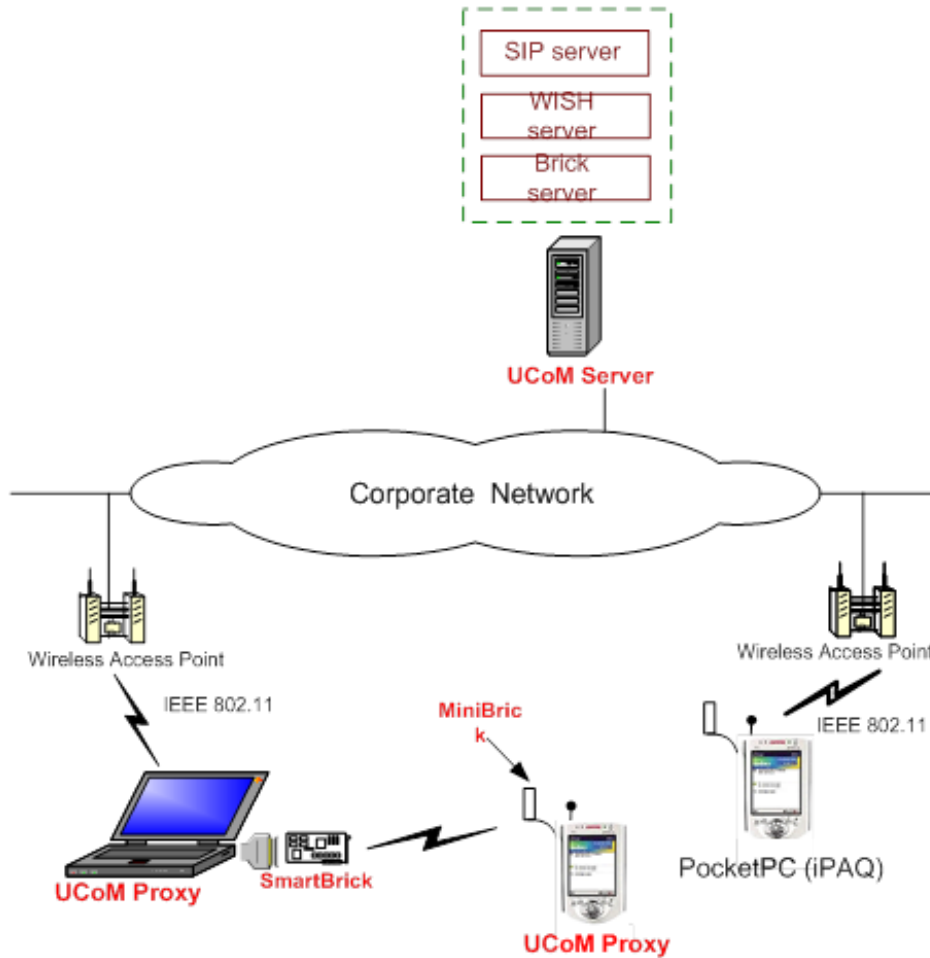 SIP server
WISH
server
Brick
server
UCoM Server
Corporate Network
Wireless Access Point
Wireless Access Point
IEEE 802.11
IEEE 802.11
MiniBric
k
PocketPC (iPAQ)
SmartBrick
UCoM Proxy
UCoM Proxy